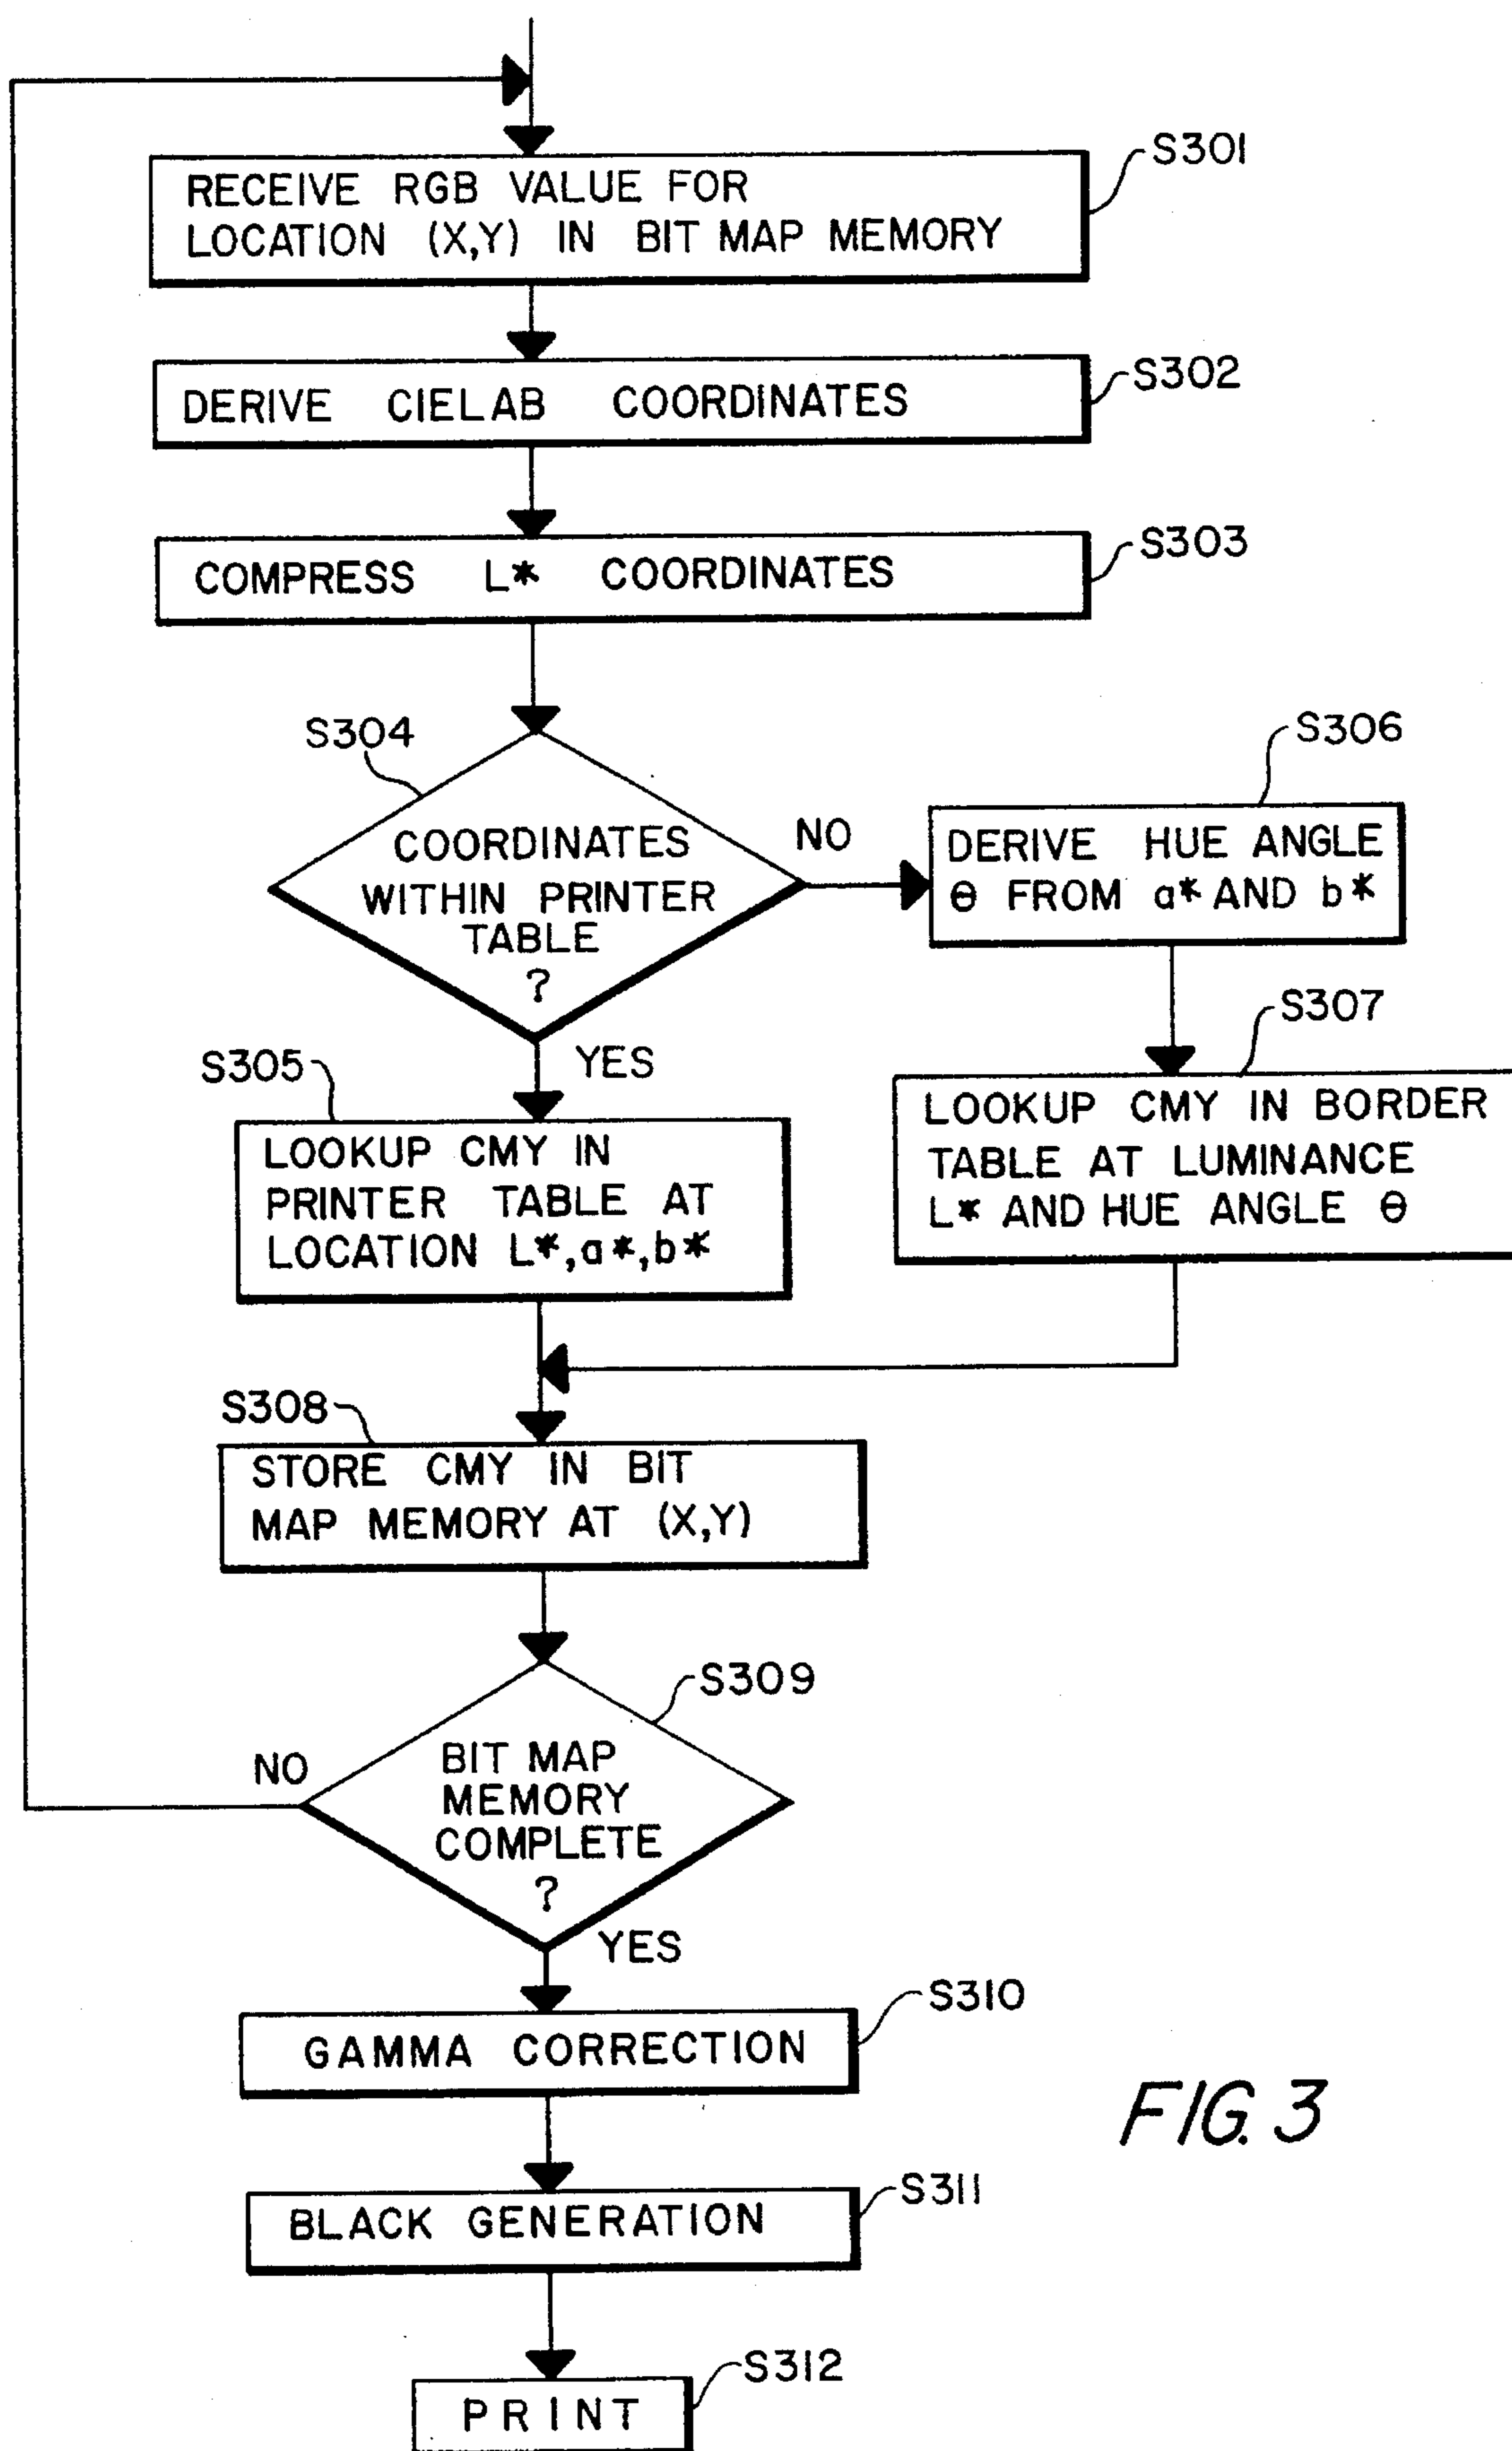 S301
RECEIVE RGB VALUE FOR
LOCATION (X,Y) IN BIT MAP MEMORY
S302
DERIVE CIELAB COORDINATES
S303
COMPRESS L* COORDINATES
S304
COORDINATES
WITHIN PRINTER
TABLE
?
NO
S306
DERIVE HUE ANGLE
θ FROM a* AND b*
YES
S305
LOOKUP CMY IN
PRINTER TABLE AT
LOCATION L*,a*,b*
S307
LOOKUP CMY IN BORDER
TABLE AT LUMINANCE
L* AND HUE ANGLE θ
S308
STORE CMY IN BIT
MAP MEMORY AT (X,Y)
S309
NO
BIT MAP
MEMORY
COMPLETE
?
YES
S310
GAMMA CORRECTION
S311
BLACK GENERATION
S312
PRINT
FIG. 3